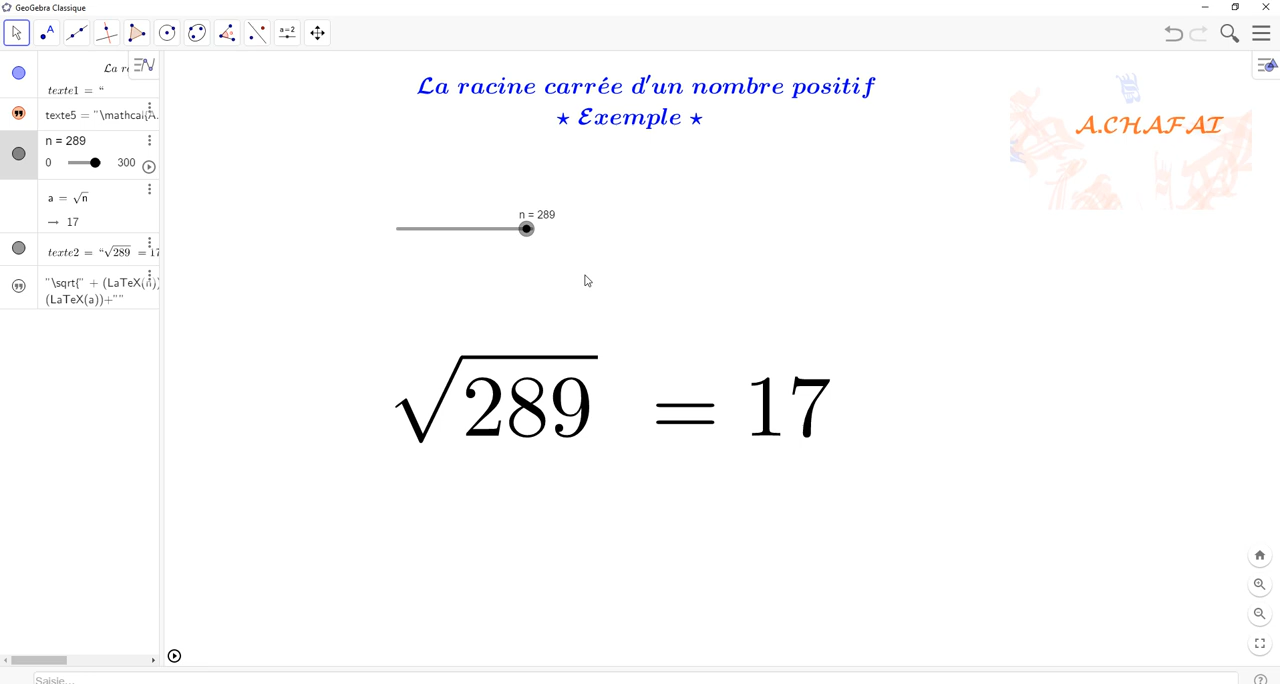 GeoGebra Classique
A
a=2
La racine carrée d'un nombre positif
⋆ Exemple ⋆
A.CHAFAI
texte1 = “
texte5 = "\mathcal{A.
n = 289
0 300
a = √n
→ 17
texte2 = “√289 = 17
"\sqrt{" + (LaTeX(n))
(LaTeX(a))+""
n = 289
√289 = 17
Saisie...